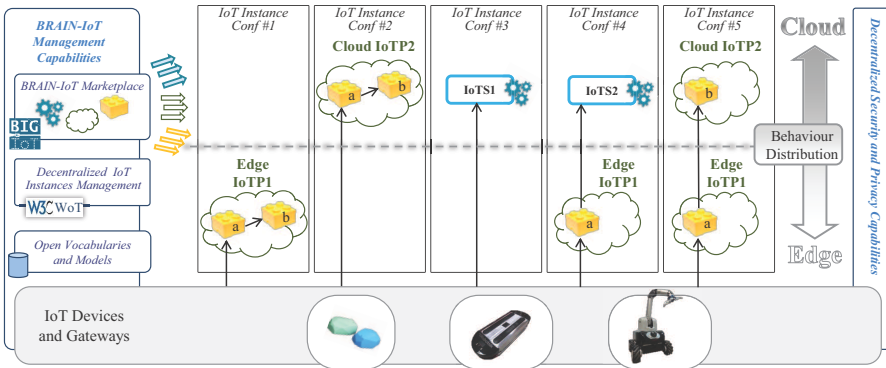 BRAIN-IoT
Management
Capabilities
BRAIN-IoT Marketplace
BIG
IoT
Decentralized IoT
Instances Management
W3C WoT
Open Vocabularies
and Models
IoT Instance
Conf #1
Edge
IoTP1
a
b
IoT Instance
Conf #2
Cloud IoTP2
a
b
IoT Instance
Conf #3
IoTS1
IoT Instance
Conf #4
IoTS2
Edge
IoTP1
a
IoT Instance
Conf #5
Cloud IoTP2
b
Edge
IoTP1
a
Cloud
Behaviour
Distribution
Edge
Decentralized Security and Privacy Capabilities
IoT Devices
and Gateways